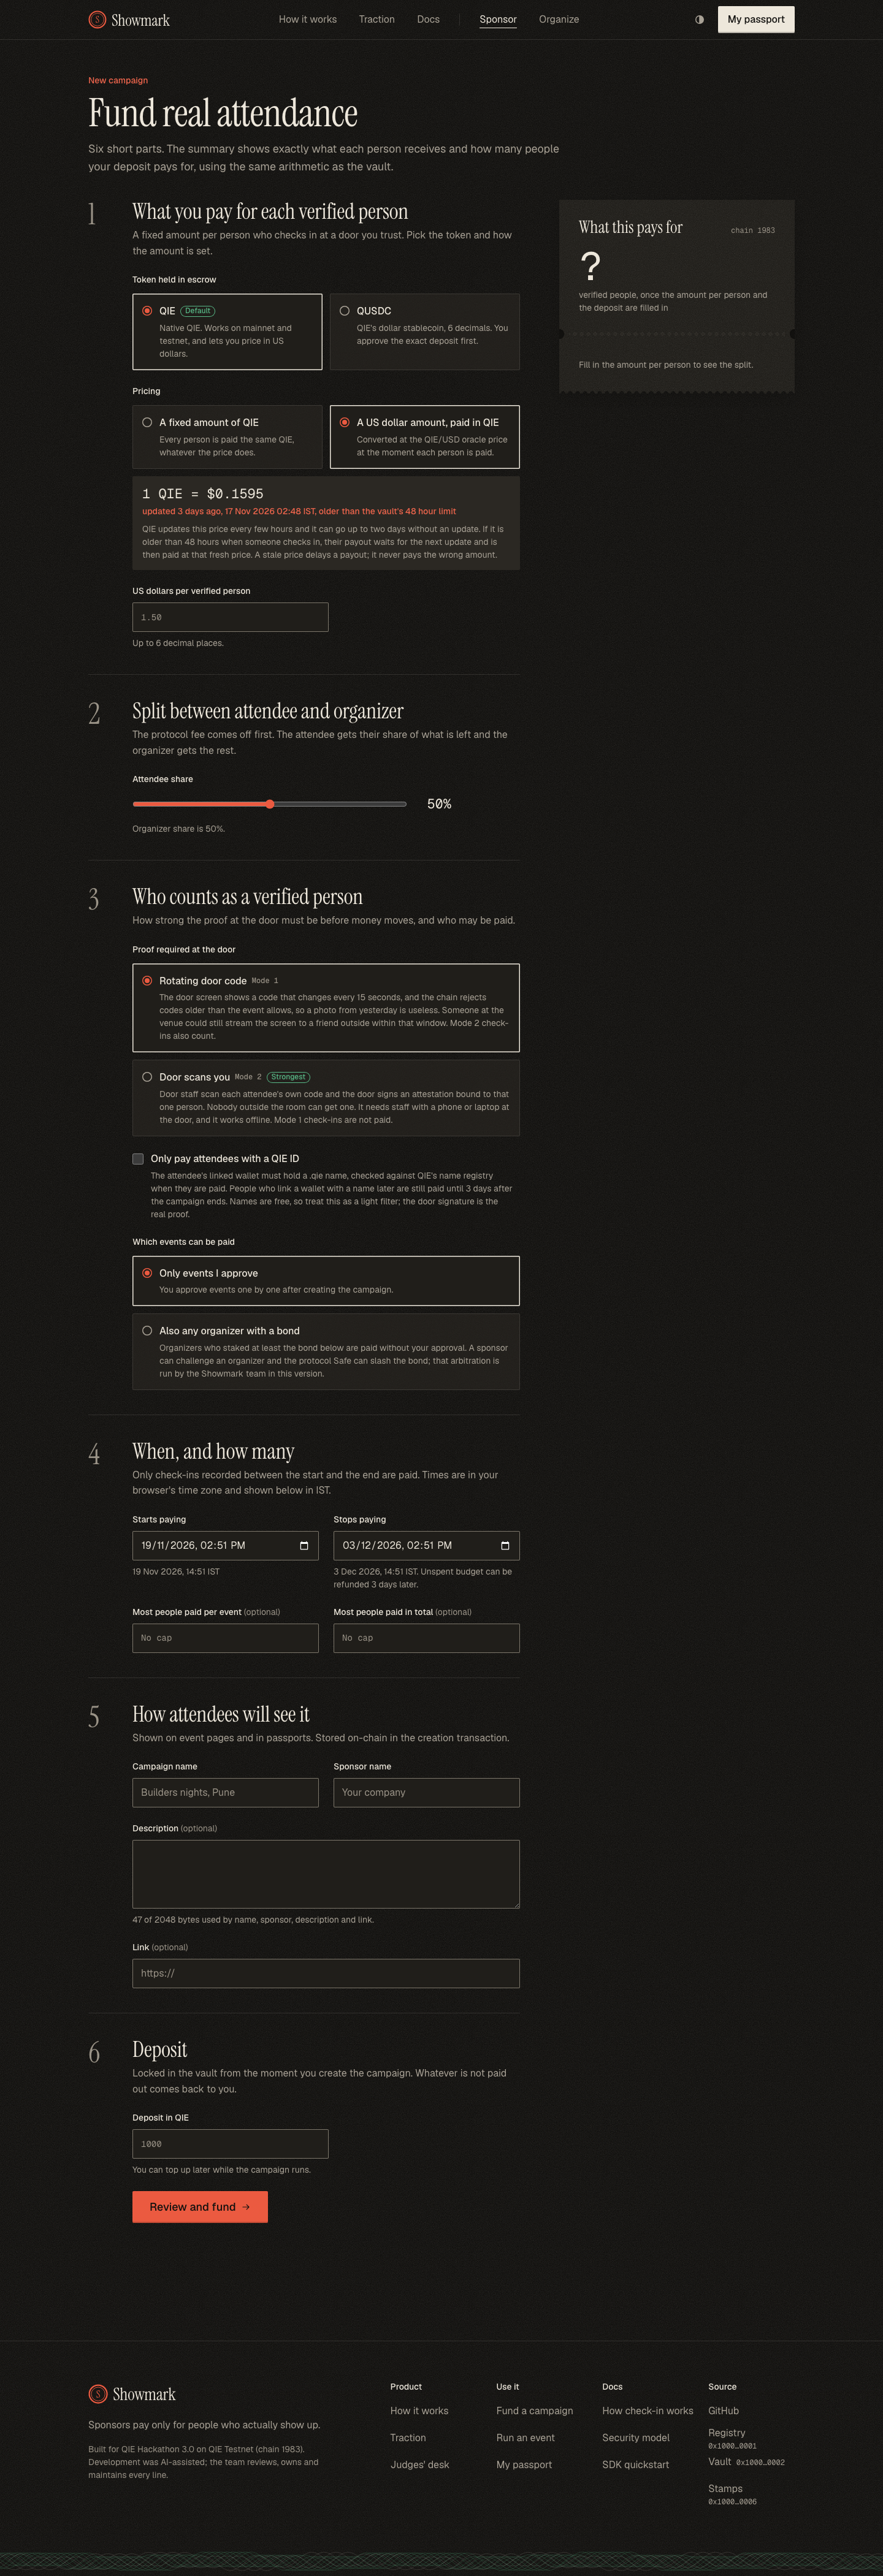 Showmark
How it works
Traction
Docs
Sponsor
Organize
My passport
New campaign
Fund real attendance
Six short parts. The summary shows exactly what each person receives and how many people
your deposit pays for, using the same arithmetic as the vault.
1
What you pay for each verified person
A fixed amount per person who checks in at a door you trust. Pick the token and how
the amount is set.
Token held in escrow
QIE Default
Native QIE. Works on mainnet and
testnet, and lets you price in US
dollars.
QUSDC
QIE's dollar stablecoin, 6 decimals. You
approve the exact deposit first.
Pricing
A fixed amount of QIE
Every person is paid the same QIE,
whatever the price does.
A US dollar amount, paid in QIE
Converted at the QIE/USD oracle price
at the moment each person is paid.
1 QIE = $0.1595
updated 3 days ago, 17 Nov 2026 02:48 IST, older than the vault's 48 hour limit
QIE updates this price every few hours and it can go up to two days without an update. If it is
older than 48 hours when someone checks in, their payout waits for the next update and is
then paid at that fresh price. A stale price delays a payout; it never pays the wrong amount.
US dollars per verified person
1.50
Up to 6 decimal places.
What this pays for
chain 1983
?
verified people, once the amount per person and
the deposit are filled in
Fill in the amount per person to see the split.
2
Split between attendee and organizer
The protocol fee comes off first. The attendee gets their share of what is left and the
organizer gets the rest.
Attendee share
50%
Organizer share is 50%.
3
Who counts as a verified person
How strong the proof at the door must be before money moves, and who may be paid.
Proof required at the door
Rotating door code Mode 1
The door screen shows a code that changes every 15 seconds, and the chain rejects
codes older than the event allows, so a photo from yesterday is useless. Someone at the
venue could still stream the screen to a friend outside within that window. Mode 2 check-
ins also count.
Door scans you Mode 2 Strongest
Door staff scan each attendee's own code and the door signs an attestation bound to that
one person. Nobody outside the room can get one. It needs staff with a phone or laptop at
the door, and it works offline. Mode 1 check-ins are not paid.
Only pay attendees with a QIE ID
The attendee's linked wallet must hold a .qie name, checked against QIE's name registry
when they are paid. People who link a wallet with a name later are still paid until 3 days after
the campaign ends. Names are free, so treat this as a light filter; the door signature is the
real proof.
Which events can be paid
Only events I approve
You approve events one by one after creating the campaign.
Also any organizer with a bond
Organizers who staked at least the bond below are paid without your approval. A sponsor
can challenge an organizer and the protocol Safe can slash the bond; that arbitration is
run by the Showmark team in this version.
4
When, and how many
Only check-ins recorded between the start and the end are paid. Times are in your
browser's time zone and shown below in IST.
Starts paying
19/11/2026, 02:51 PM
19 Nov 2026, 14:51 IST
Stops paying
03/12/2026, 02:51 PM
3 Dec 2026, 14:51 IST. Unspent budget can be
refunded 3 days later.
Most people paid per event (optional)
No cap
Most people paid in total (optional)
No cap
5
How attendees will see it
Shown on event pages and in passports. Stored on-chain in the creation transaction.
Campaign name
Builders nights, Pune
Sponsor name
Your company
Description (optional)
47 of 2048 bytes used by name, sponsor, description and link.
Link (optional)
https://
6
Deposit
Locked in the vault from the moment you create the campaign. Whatever is not paid
out comes back to you.
Deposit in QIE
1000
You can top up later while the campaign runs.
Review and fund →
Showmark
Sponsors pay only for people who actually show up.
Built for QIE Hackathon 3.0 on QIE Testnet (chain 1983).
Development was AI-assisted; the team reviews, owns and
maintains every line.
Product
How it works
Traction
Judges' desk
Use it
Fund a campaign
Run an event
My passport
Docs
How check-in works
Security model
SDK quickstart
Source
GitHub
Registry
0x1000…0001
Vault 0x1000…0002
Stamps
0x1000…0006